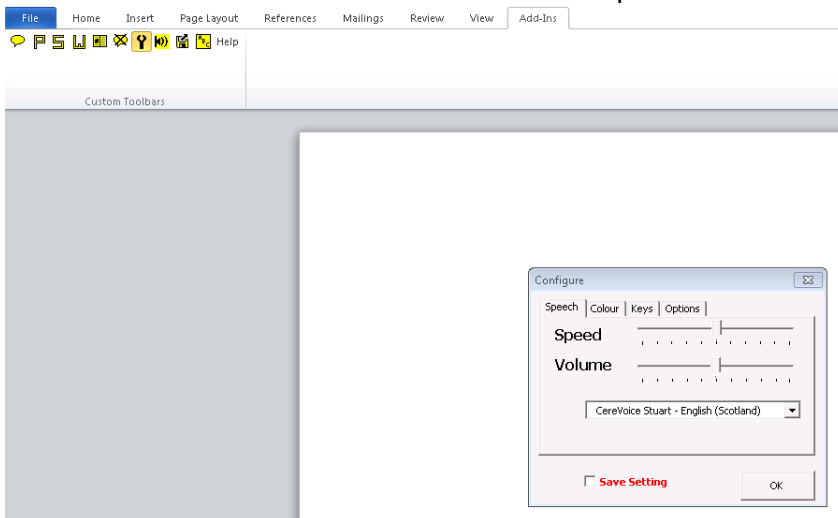 File Home Insert Page Layout References Mailings Review View Add-Ins
P S W Help
Custom Toolbars
Configure
Speech Colour Keys Options
Speed
Volume
CereVoice Stuart - English (Scotland)
Save Setting OK